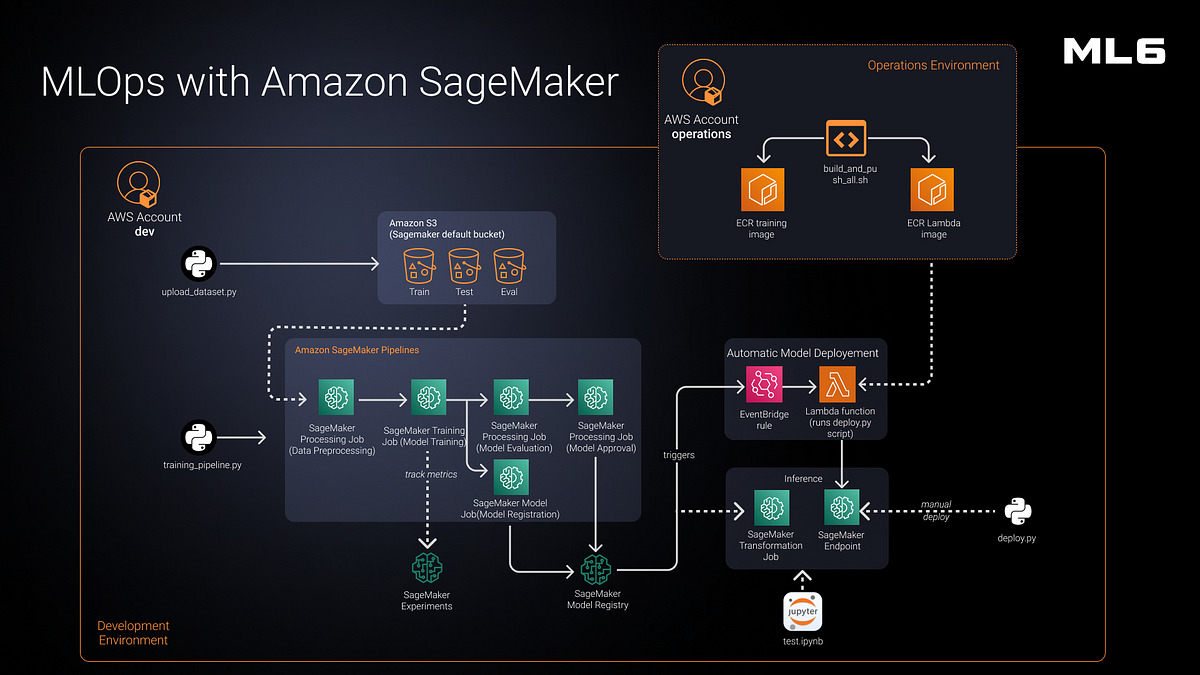 MLOps with Amazon SageMaker
ML6
Operations Environment
AWS Account
operations
build_and_pu
sh_all.sh
ECR training
image
ECR Lambda
image
AWS Account
dev
upload_dataset.py
Amazon S3
(Sagemaker default bucket)
Train
Test
Eval
Amazon SageMaker Pipelines
SageMaker
Processing Job
(Data Preprocessing)
SageMaker Training
Job (Model Training)
SageMaker
Processing Job
(Model Evaluation)
SageMaker
Processing Job
(Model Approval)
training_pipeline.py
track metrics
SageMaker Model
Job(Model Registration)
SageMaker
Experiments
SageMaker
Model Registry
triggers
Automatic Model Deployement
EventBridge
rule
Lambda function
(runs deploy.py
script)
Inference
SageMaker
Transformation
Job
SageMaker
Endpoint
manual
deploy
deploy.py
jupyter
test.ipynb
Development
Environment